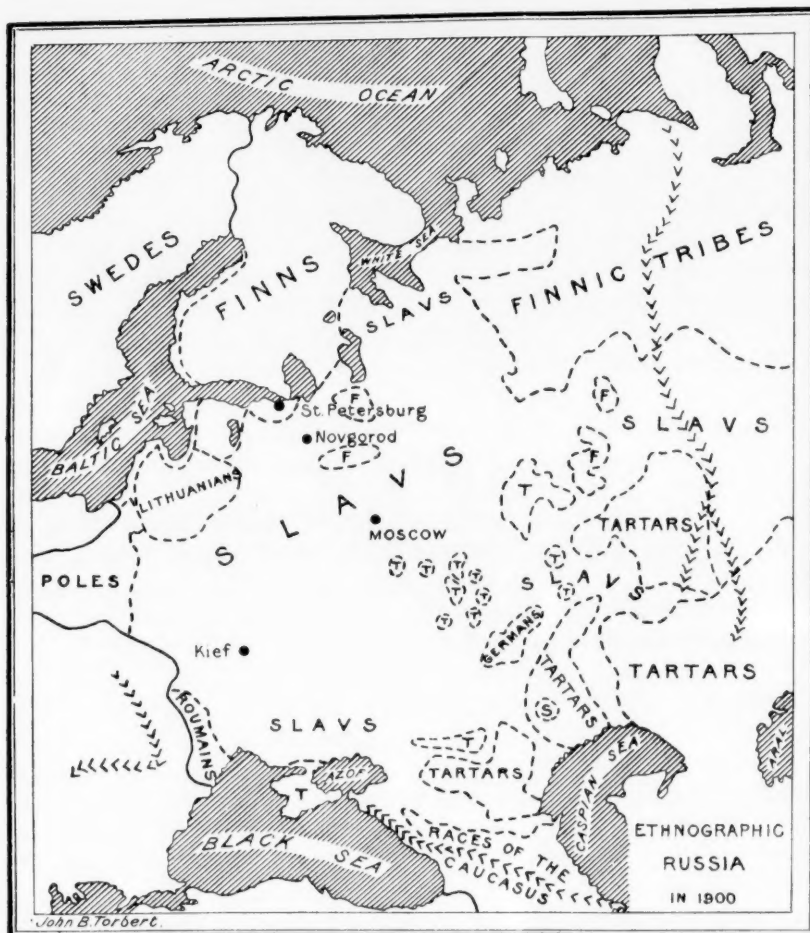 ARCTIC OCEAN
SWEDES
FINNS
WHITE SEA
SLAVS
FINNIC TRIBES
BALTIC SEA
F
St. Petersburg
Novgorod
F
F
SLAVS
F
T
LITHUANIANS
SLAVS
MOSCOW
TARTARS
POLES
T
T
T
T
T
T
T
T
T
T
SLAVS
GERMANS
Kief
TARTARS
TARTARS
S
ROUMAINS
SLAVS
T
TARTARS
AZOF
T
CASPIAN SEA
ARAL
BLACK SEA
RACES OF THE
CAUCASUS
ETHNOGRAPHIC
RUSSIA
IN 1900
John B. Torbert.